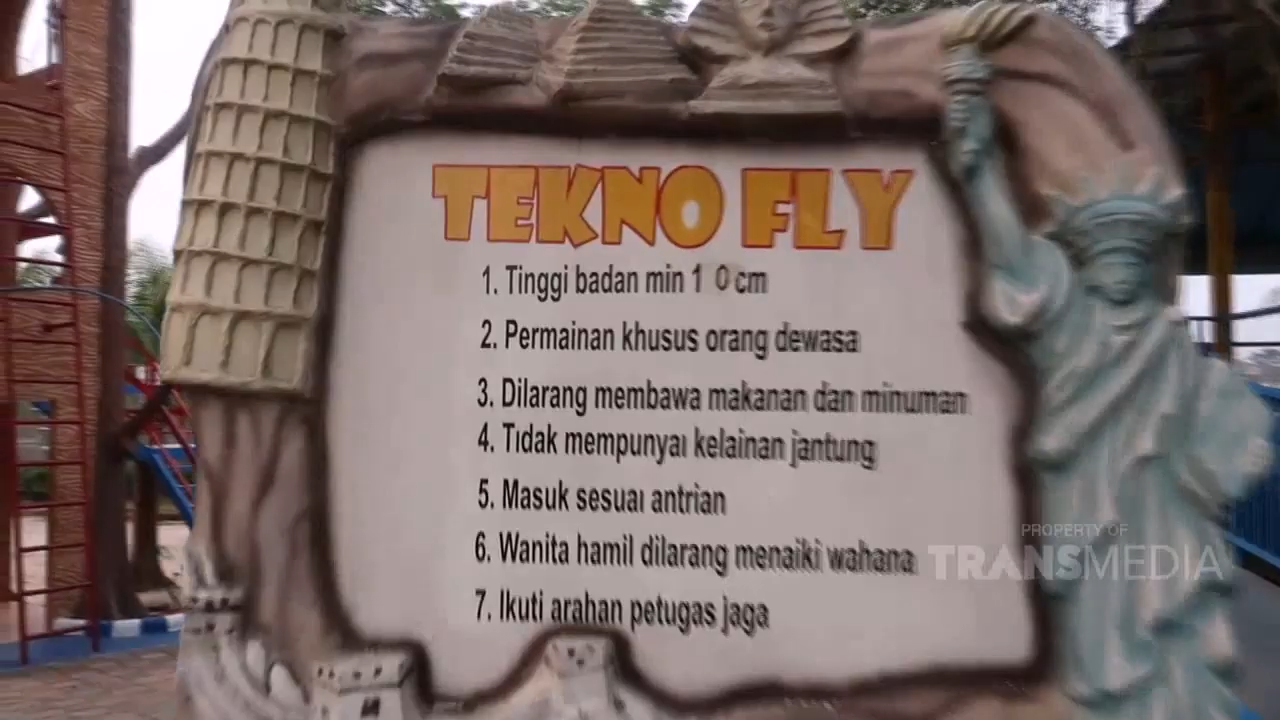 TEKNO FLY
1. Tinggi badan min 1 0 cm
2. Permainan khusus orang dewasa
3. Dilarang membawa makanan dan minuman
4. Tidak mempunyai kelainan jantung
5. Masuk sesuai antrian
6. Wanita hamil dilarang menaiki wahana
7. Ikuti arahan petugas jaga
PROPERTY OF
TRANSMEDIA